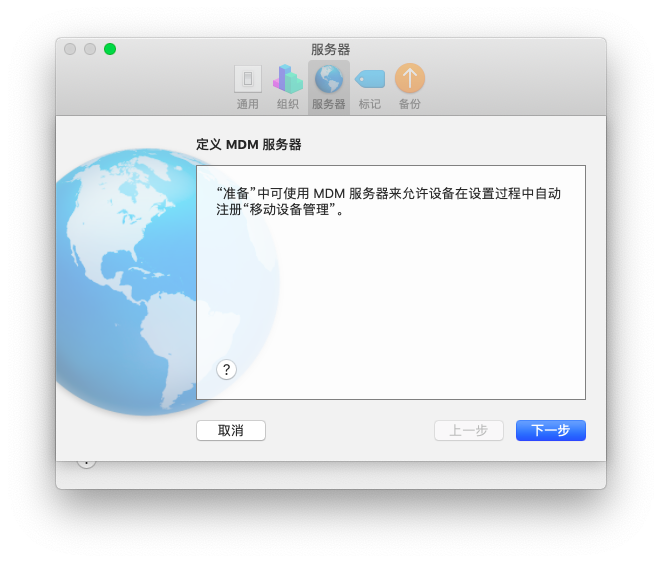 服务器
通用
组织
服务器
标记
备份
定义 MDM 服务器
“准备”中可使用 MDM 服务器来允许设备在设置过程中自动
注册“移动设备管理”。
?
取消
上一步
下一步